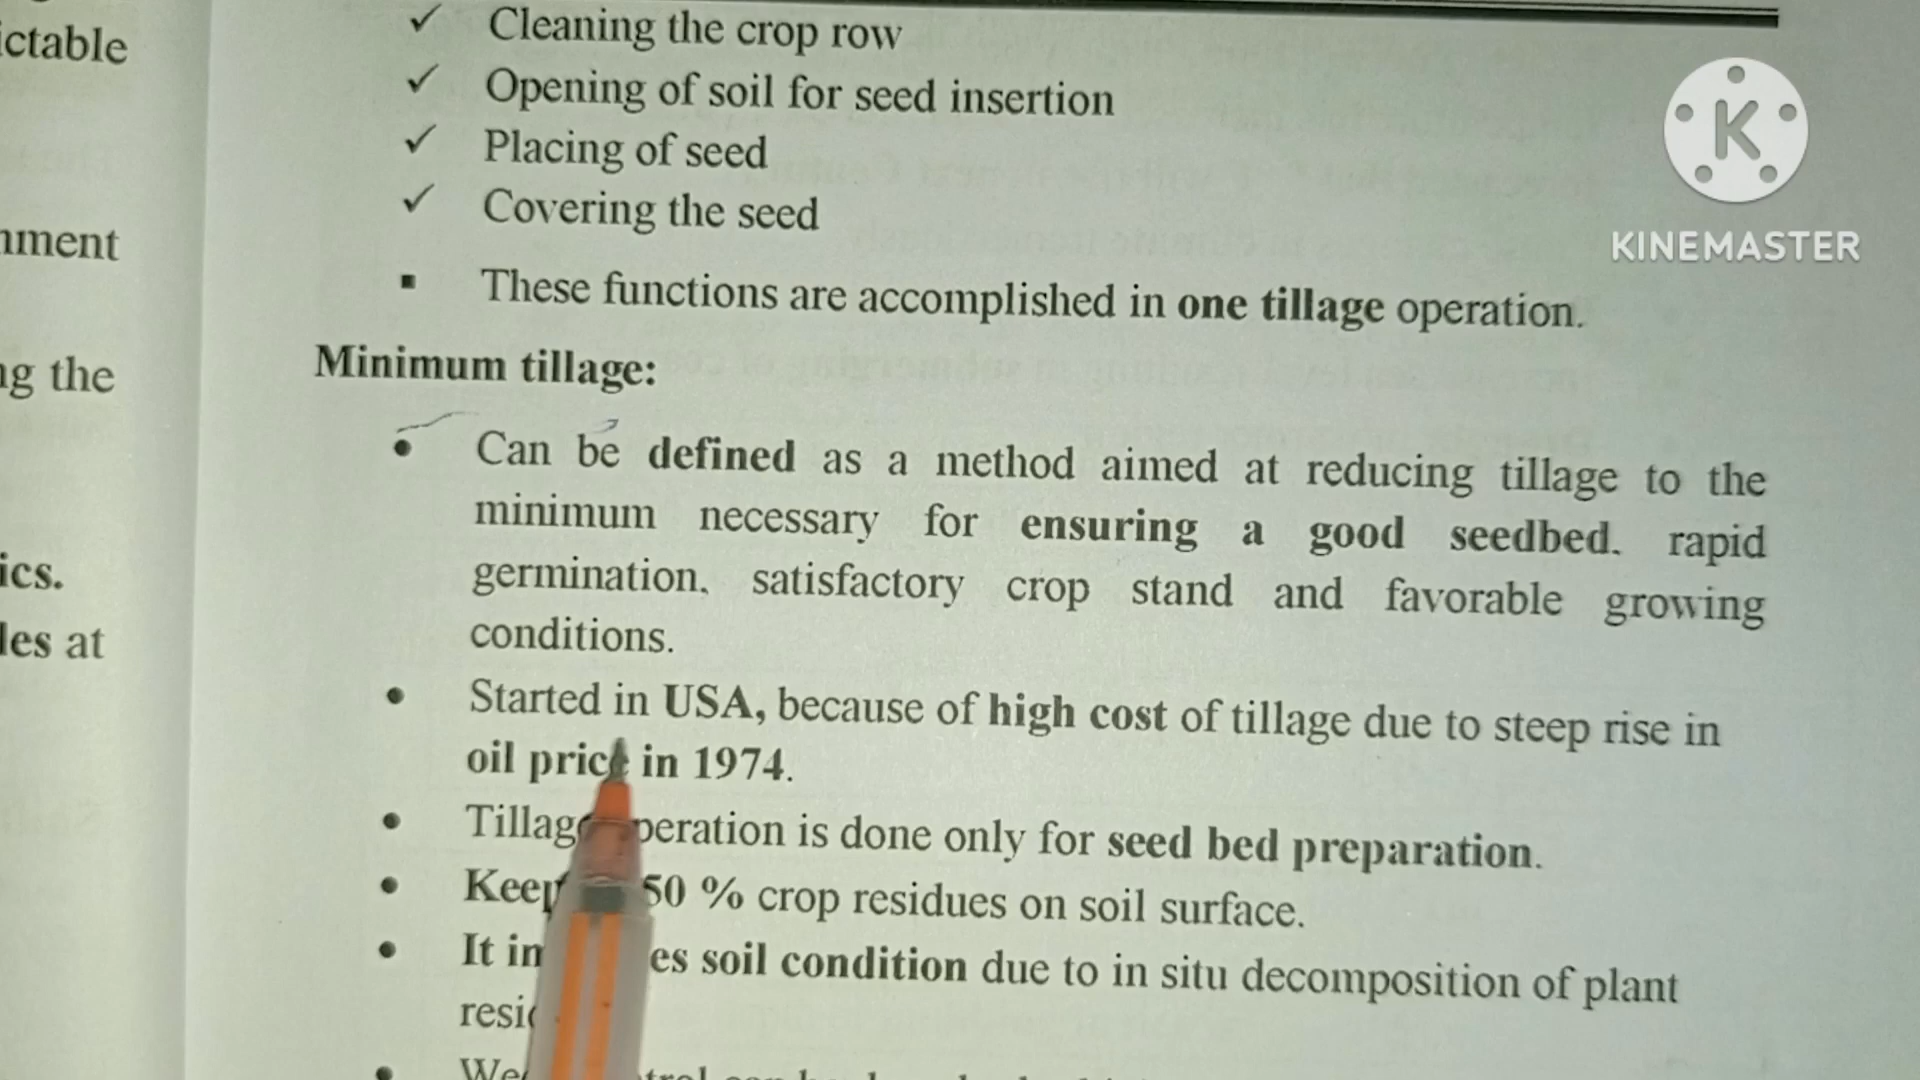 ictable
nment
ng the
ics.
les at
✓ Cleaning the crop row
✓ Opening of soil for seed insertion
✓ Placing of seed
✓ Covering the seed
▪ These functions are accomplished in one tillage operation.
Minimum tillage:
• Can be defined as a method aimed at reducing tillage to the
minimum necessary for ensuring a good seedbed, rapid
germination, satisfactory crop stand and favorable growing
conditions.
• Started in USA, because of high cost of tillage due to steep rise in
oil price in 1974.
• Tillage operation is done only for seed bed preparation.
• Keep 50 % crop residues on soil surface.
• It im es soil condition due to in situ decomposition of plant
resi
KINEMASTER